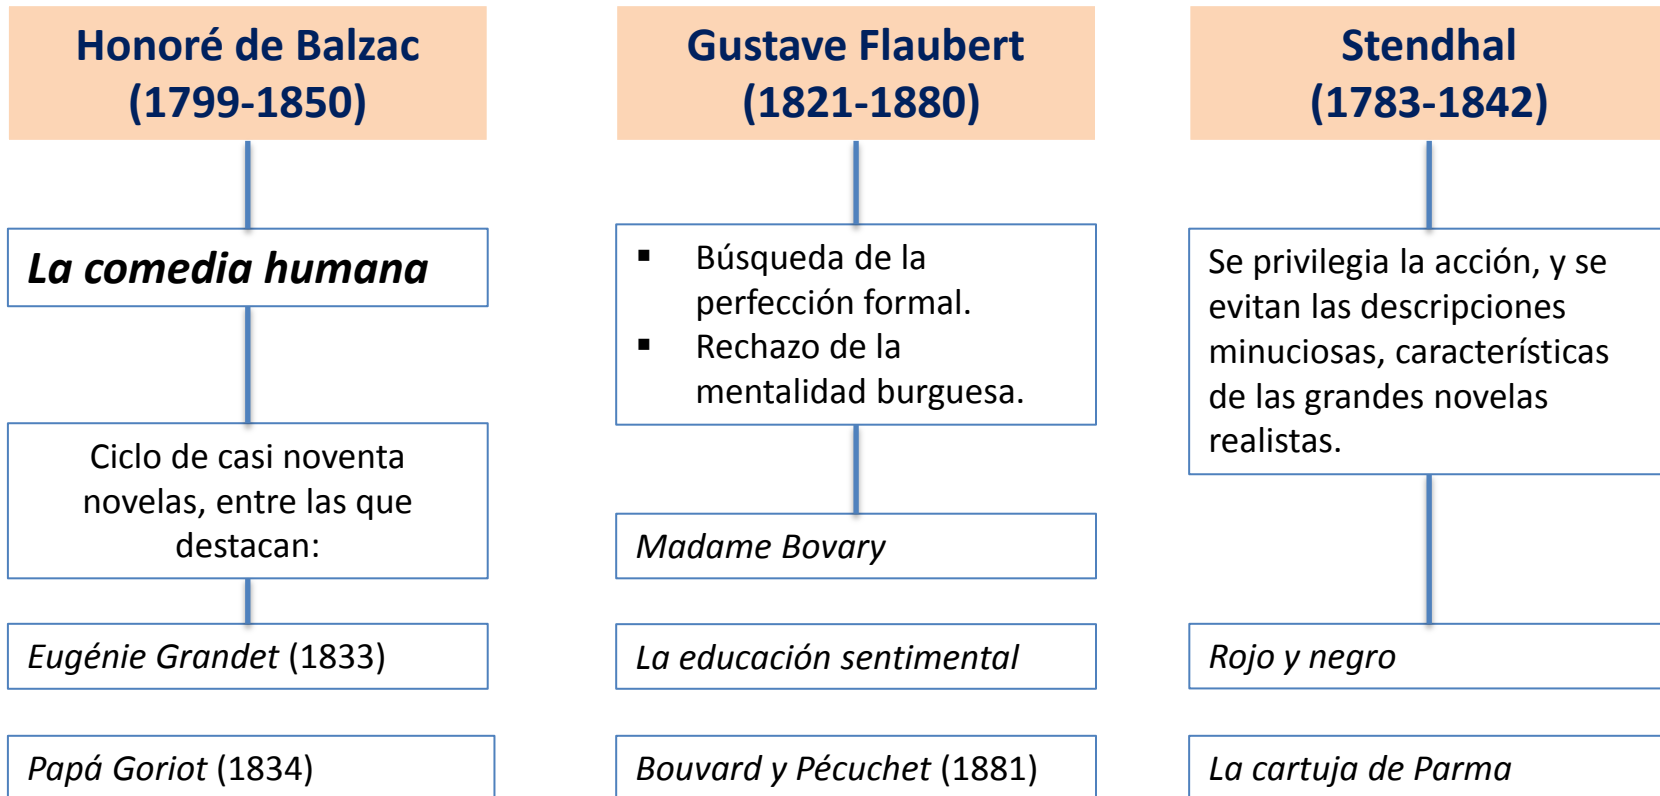 Honoré de Balzac
(1799-1850)
La comedia humana
Ciclo de casi noventa
novelas, entre las que
destacan:
Eugénie Grandet (1833)
Papá Goriot (1834)
Gustave Flaubert
(1821-1880)
▪ Búsqueda de la
perfección formal.
▪ Rechazo de la
mentalidad burguesa.
Madame Bovary
La educación sentimental
Bouvard y Pécuchet (1881)
Stendhal
(1783-1842)
Se privilegia la acción, y se
evitan las descripciones
minuciosas, características
de las grandes novelas
realistas.
Rojo y negro
La cartuja de Parma